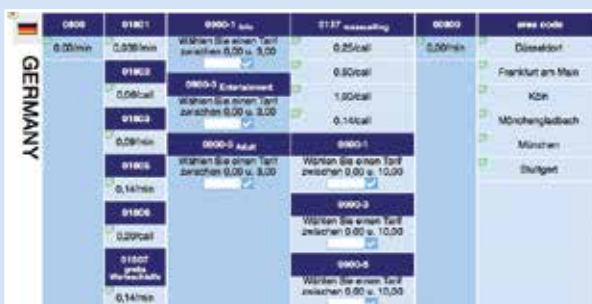 GERMANY
0800
0,00/min
01801
0,039/min
01802
0,06/call
01803
0,09/min
01805
0,14/min
01806
0,20/call
01807
0,14/min
0900-1 Info
Wählen Sie einen Tarif
zwischen 0,00 u. 3,00
0900-3 Entertainment
Wählen Sie einen Tarif
zwischen 0,00 u. 3,00
0900-5 Adult
Wählen Sie einen Tarif
zwischen 0,00 u. 3,00
0137 masscalling
0,25/call
0,50/call
1,00/call
0,14/call
0900-1
Wählen Sie einen Tarif
zwischen 0,00 u. 10,00
0900-3
Wählen Sie einen Tarif
zwischen 0,00 u. 10,00
0900-5
Wählen Sie einen Tarif
zwischen 0,00 u. 10,00
00800
0,00/min
area code
Düsseldorf
Frankfurt am Main
Köln
Mönchengladbach
München
Stuttgart